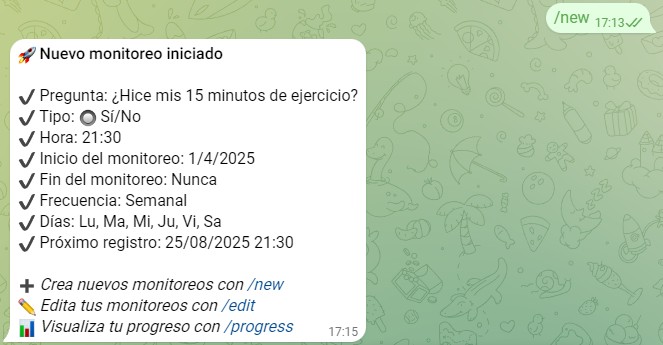 /new 17:13
🚀 Nuevo monitoreo iniciado
✔ Pregunta: ¿Hice mis 15 minutos de ejercicio?
✔ Tipo: 🔘 Sí/No
✔ Hora: 21:30
✔ Inicio del monitoreo: 1/4/2025
✔ Fin del monitoreo: Nunca
✔ Frecuencia: Semanal
✔ Días: Lu, Ma, Mi, Ju, Vi, Sa
✔ Próximo registro: 25/08/2025 21:30
➕ Crea nuevos monitoreos con /new
✏️ Edita tus monitoreos con /edit
📊 Visualiza tu progreso con /progress
17:15